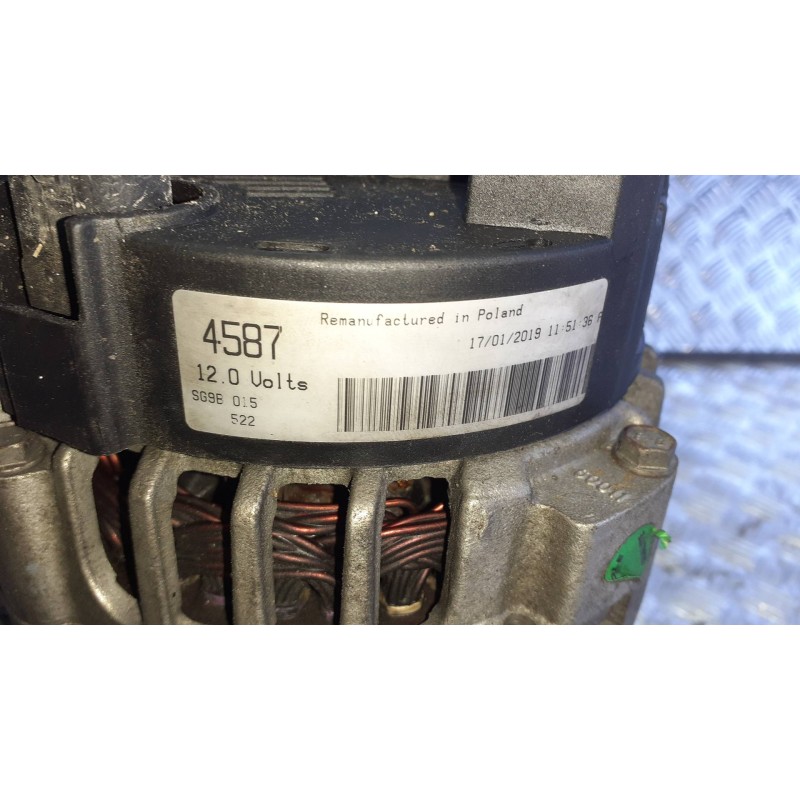 Remanufactured in Poland
4587
17/01/2019 11:51:36
12.0 Volts
SG9B 015
522